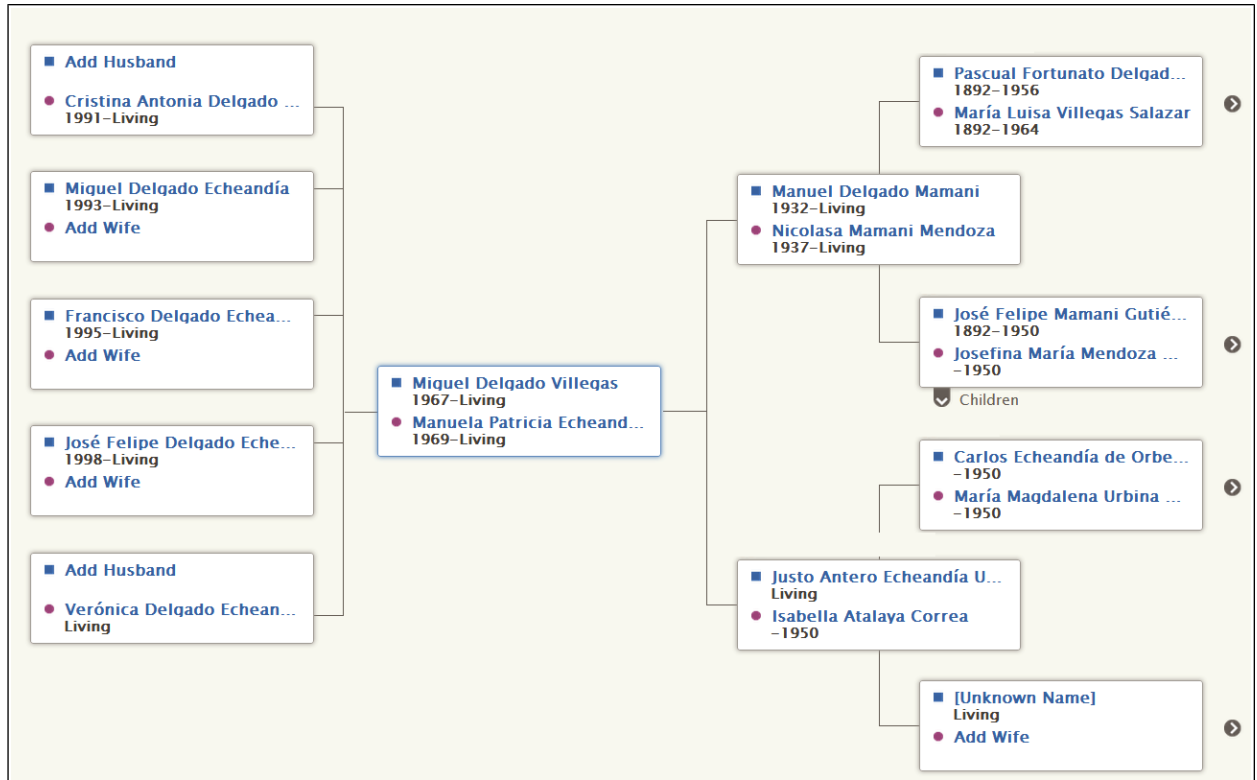 Add Husband
Cristina Antonia Delgado ...
1991–Living
Miguel Delgado Echeandía
1993–Living
Add Wife
Francisco Delgado Echea...
1995–Living
Add Wife
José Felipe Delgado Eche...
1998–Living
Add Wife
Add Husband
Verónica Delgado Echean...
Living
Miguel Delgado Villegas
1967–Living
Manuela Patricia Echeand...
1969–Living
Manuel Delgado Mamani
1932–Living
Nicolasa Mamani Mendoza
1937–Living
Justo Antero Echeandía U...
Living
Isabella Atalaya Correa
–1950
Pascual Fortunato Delgad...
1892–1956
María Luisa Villegas Salazar
1892–1964
José Felipe Mamani Gutié...
1892–1950
Josefina María Mendoza ...
–1950
Children
Carlos Echeandía de Orbe...
–1950
María Magdalena Urbina ...
–1950
[Unknown Name]
Living
Add Wife